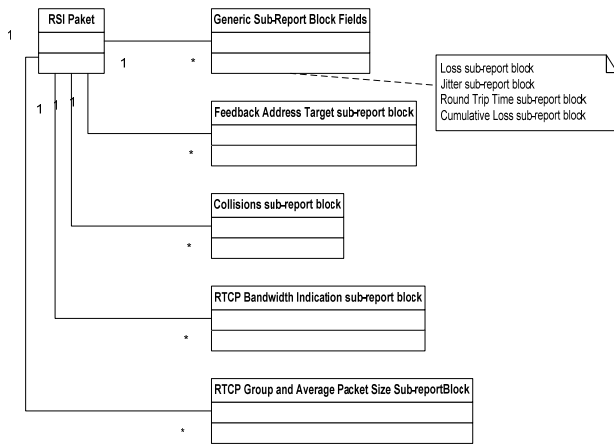 RSI Paket
Generic Sub-Report Block Fields
1
1
*
Loss sub-report block
Jitter sub-report block
Round Trip Time sub-report block
Cumulative Loss sub-report block
1
1
1
Feedback Address Target sub-report block
*
Collisions sub-report block
*
RTCP Bandwidth Indication sub-report block
*
RTCP Group and Average Packet Size Sub-reportBlock
*